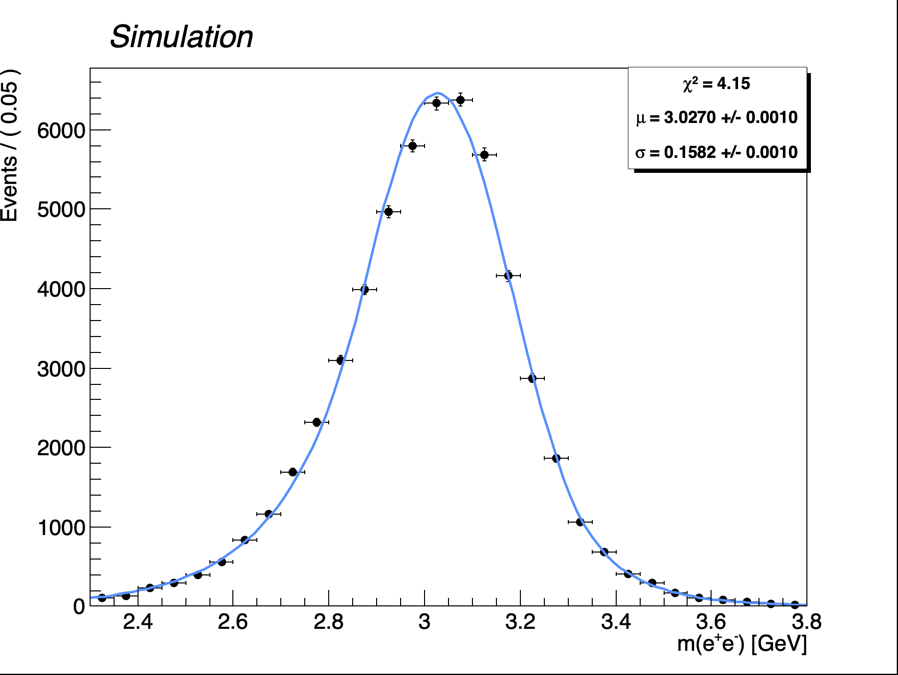 Simulation
Events / ( 0.05 )
χ² = 4.15
μ = 3.0270 +/- 0.0010
σ = 0.1582 +/- 0.0010
6000
5000
4000
3000
2000
1000
0
2.4 2.6 2.8 3 3.2 3.4 3.6 3.8
m(e⁺e⁻) [GeV]